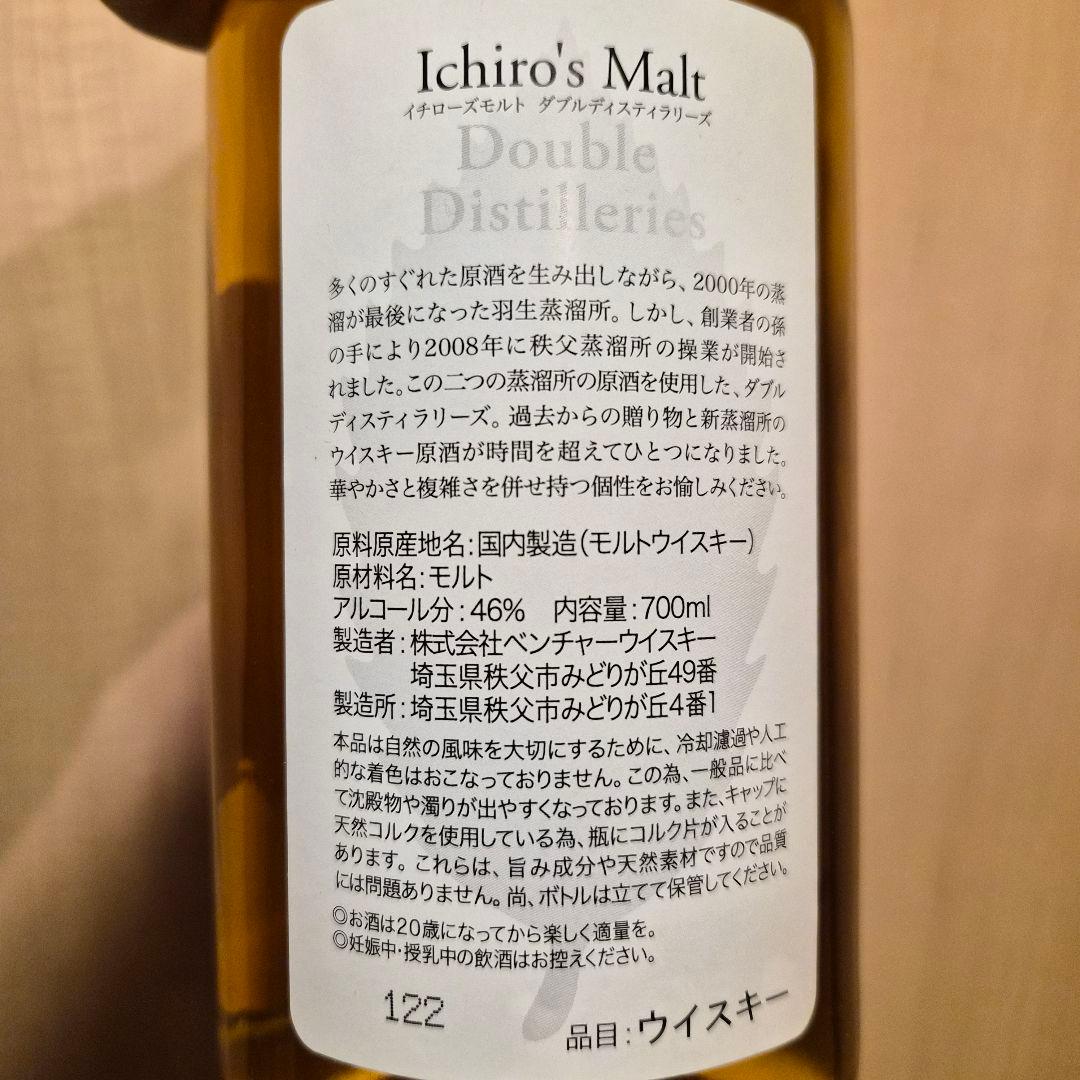 Ichiro's Malt
イチローズモルト ダブルディスティラリーズ
Double
Distilleries
多くのすぐれた原酒を生み出しながら、2000年の蒸
溜が最後になった羽生蒸溜所。しかし、創業者の孫
の手により2008年に秩父蒸溜所の操業が開始さ
れました。この二つの蒸溜所の原酒を使用した、ダブル
ディスティラリーズ。過去からの贈り物と新蒸溜所の
ウイスキー原酒が時間を超えてひとつになりました。
華やかさと複雑さを併せ持つ個性をお愉しみください。
原料原産地名：国内製造（モルトウイスキー）
原材料名：モルト
アルコール分：46% 内容量：700ml
製造者：株式会社ベンチャーウイスキー
埼玉県秩父市みどりが丘49番
製造所：埼玉県秩父市みどりが丘4番1
本品は自然の風味を大切にするために、冷却濾過や人工
的な着色はおこなっておりません。この為、一般品に比べ
て沈殿物や濁りが出やすくなっております。また、キャップに
天然コルクを使用している為、瓶にコルク片が入ることが
あります。これらは、旨み成分や天然素材ですので品質
には問題ありません。尚、ボトルは立てて保管してください。
◎お酒は20歳になってから楽しく適量を。
◎妊娠中・授乳中の飲酒はお控えください。
122
品目：ウイスキー